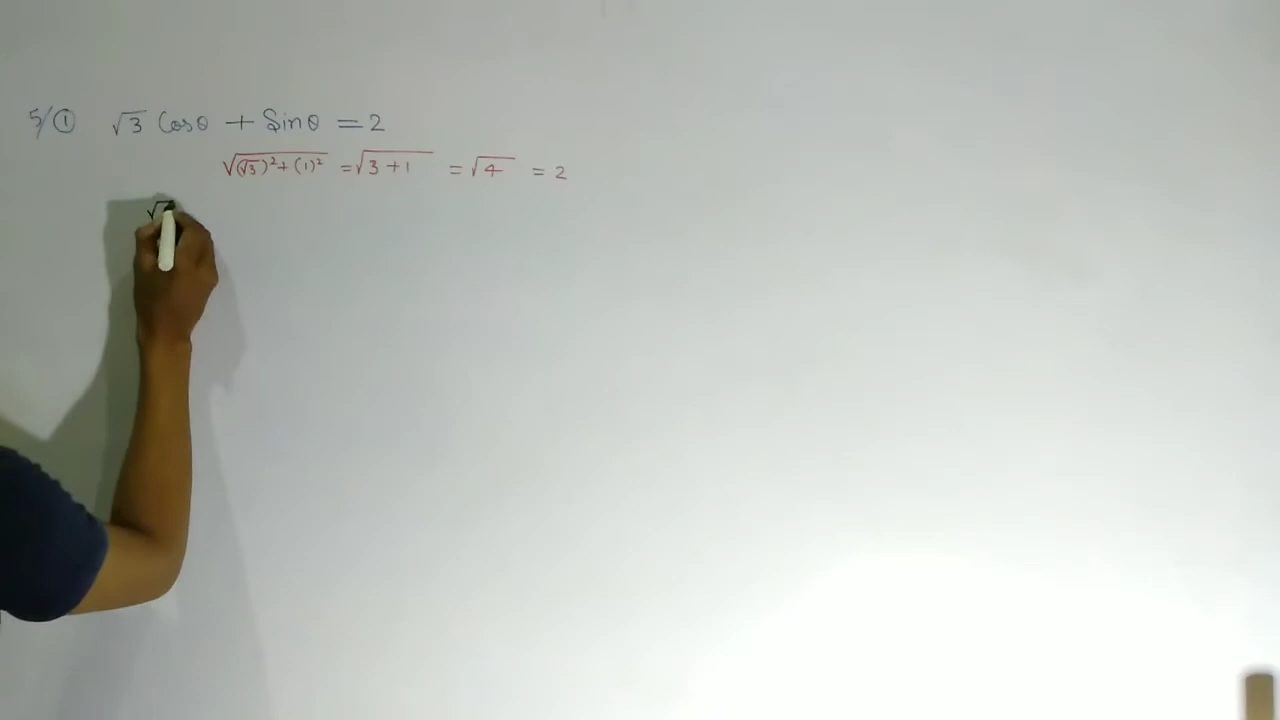 5/① √3 Cosθ + Sinθ = 2
√(√3)²+(1)² = √3+1 = √4 = 2
√